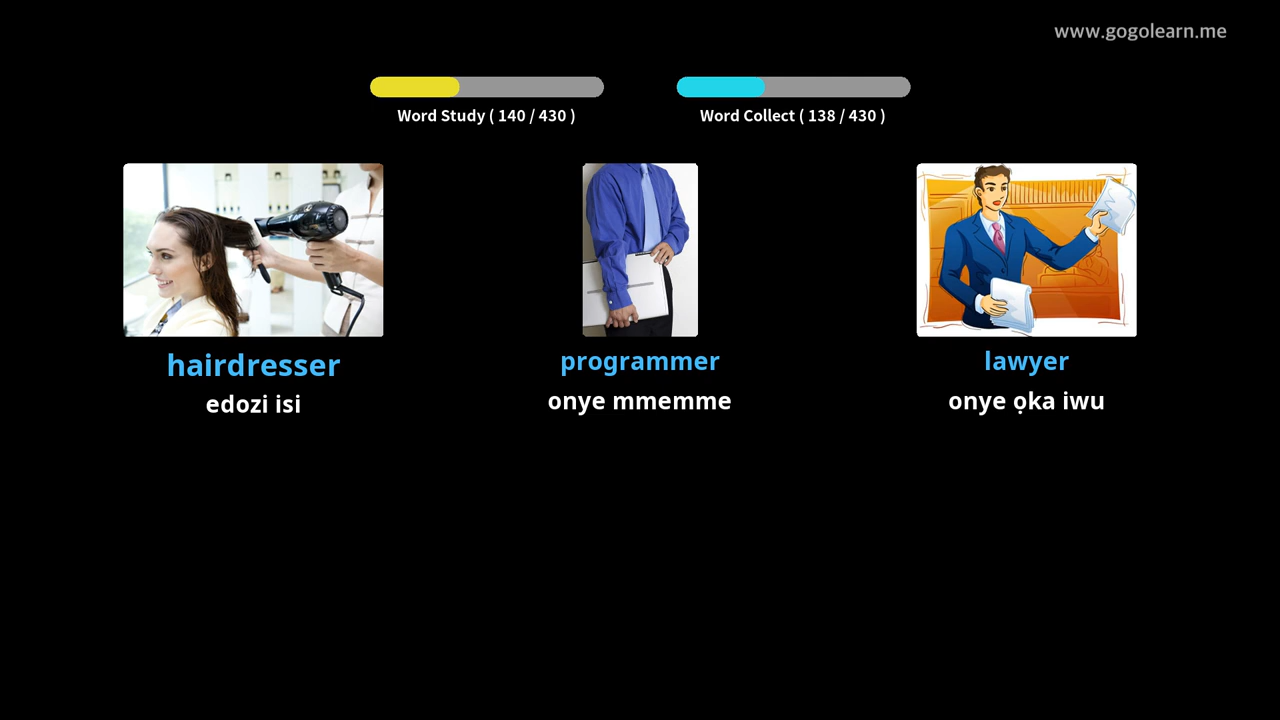 www.gogolearn.me
Word Study ( 140 / 430 )
Word Collect ( 138 / 430 )
hairdresser
edozi isi
programmer
onye mmemme
lawyer
onye ọka iwu